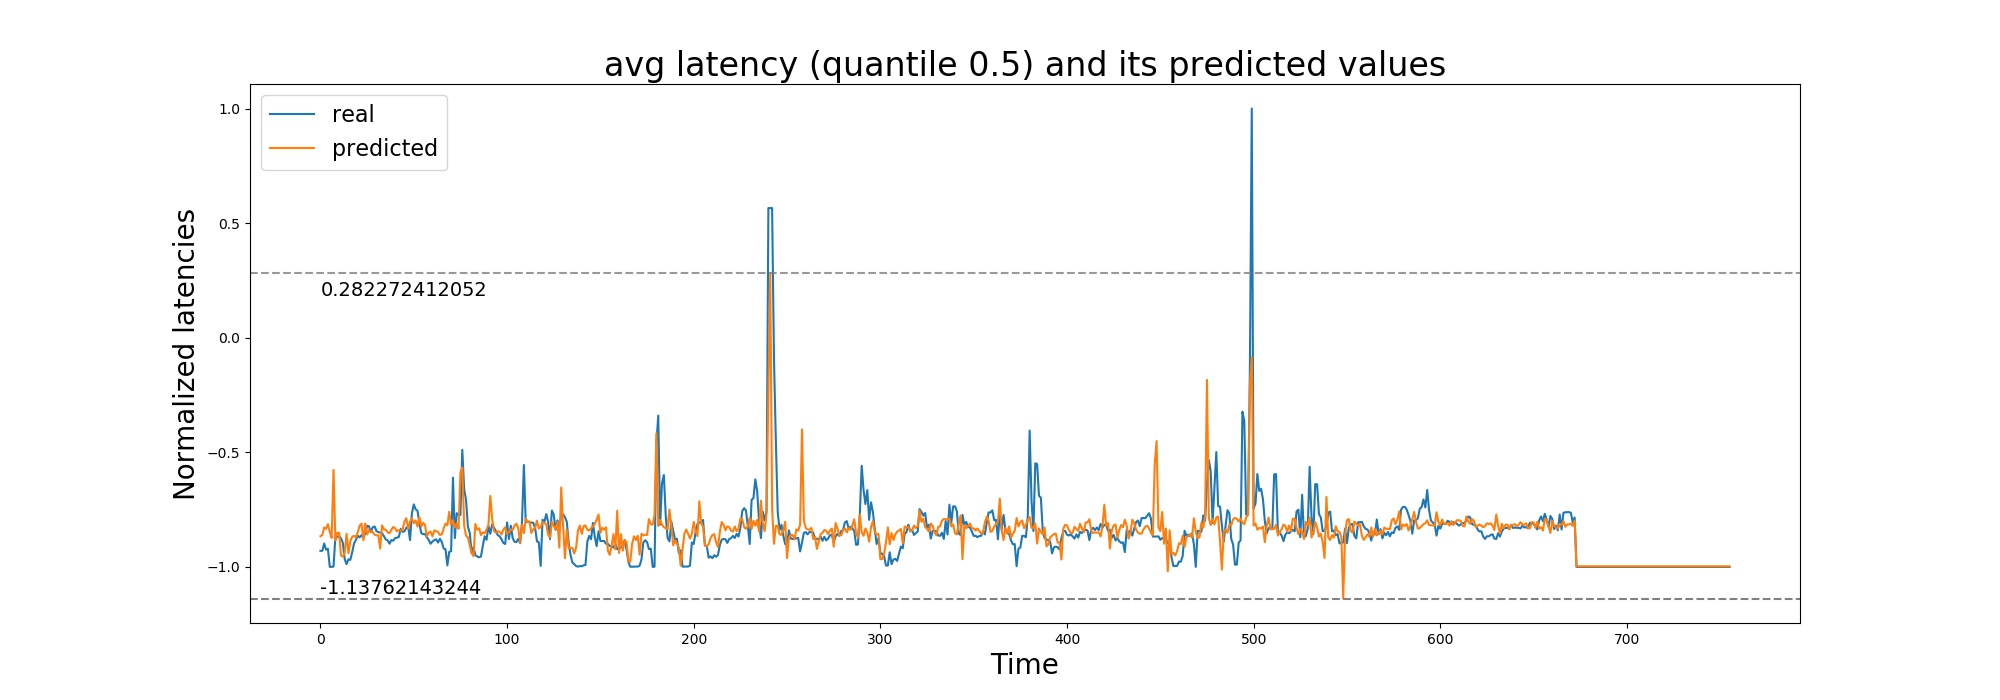 avg latency (quantile 0.5) and its predicted values
real
predicted
Normalized latencies
1.0
0.5
0.0
−0.5
−1.0
0.282272412052
-1.13762143244
0 100 200 300 400 500 600 700
Time